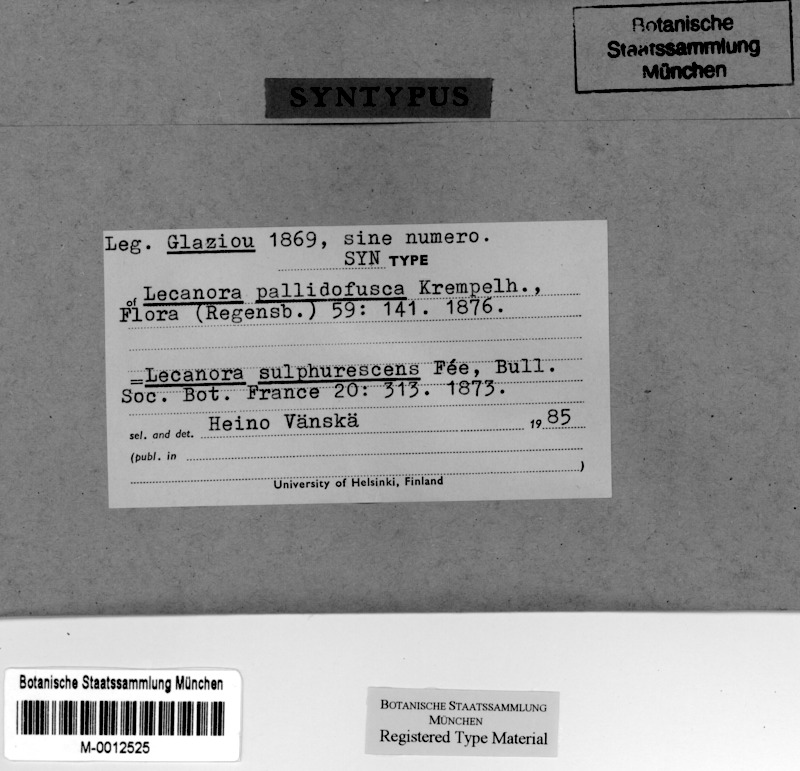 Botanische
Staatssammlung
München
SYNTYPUS
Leg. Glaziou 1869, sine numero.
SYN TYPE
of Lecanora pallidofusca Krempelh.,
Flora (Regensb.) 59: 141. 1876.
=Lecanora sulphurescens Fée, Bull.
Soc. Bot. France 20: 313. 1873.
sel. and det. Heino Vänskä 1985
(publ. in
)
University of Helsinki, Finland
Botanische Staatssammlung München
M-0012525
BOTANISCHE STAATSSAMMLUNG
MÜNCHEN
Registered Type Material